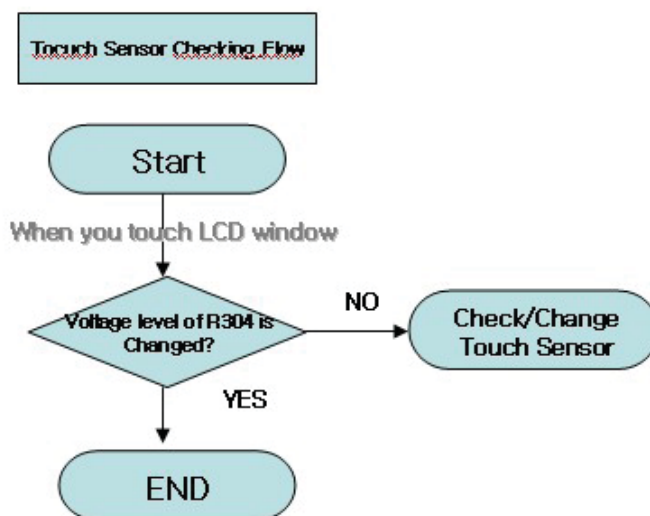 Tocuch Sensor Checking Flow
Start
When you touch LCD window
Voltage level of R304 is
Changed?
NO
Check/Change
Touch Sensor
YES
END